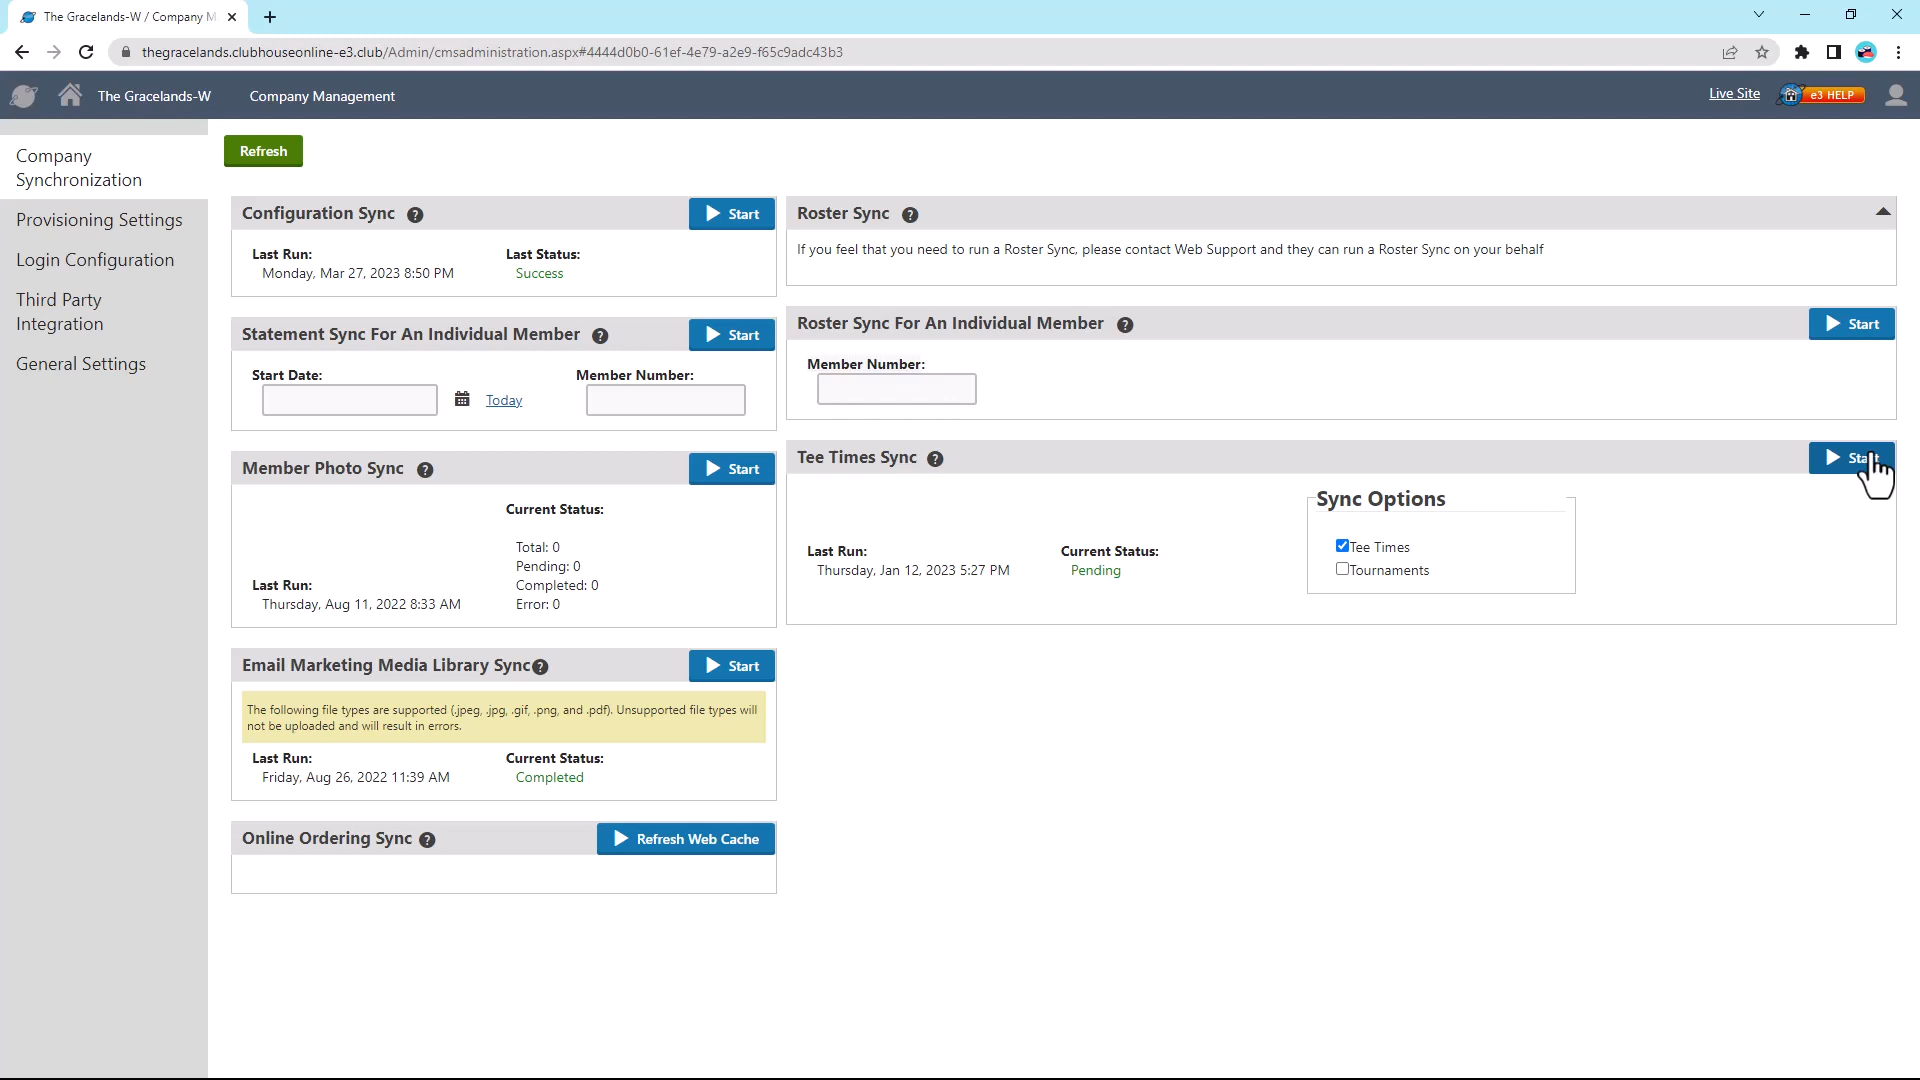 The Gracelands-W / Company M
thegracelands.clubhouseonline-e3.club/Admin/cmsadministration.aspx#4444d0b0-61ef-4e79-a2e9-f65c9adc43b3
The Gracelands-W
Company Management
Live Site
e3 HELP
Company
Synchronization
Provisioning Settings
Login Configuration
Third Party
Integration
General Settings
Refresh
Configuration Sync ?
Start
Last Run:
Last Status:
Monday, Mar 27, 2023 8:50 PM
Success
Statement Sync For An Individual Member ?
Start
Start Date:
Member Number:
Today
Member Photo Sync ?
Start
Current Status:
Total: 0
Pending: 0
Last Run:
Completed: 0
Thursday, Aug 11, 2022 8:33 AM
Error: 0
Email Marketing Media Library Sync ?
Start
The following file types are supported (.jpeg, .jpg, .gif, .png, and .pdf). Unsupported file types will
not be uploaded and will result in errors.
Last Run:
Current Status:
Friday, Aug 26, 2022 11:39 AM
Completed
Online Ordering Sync ?
Refresh Web Cache
Roster Sync ?
If you feel that you need to run a Roster Sync, please contact Web Support and they can run a Roster Sync on your behalf
Roster Sync For An Individual Member ?
Start
Member Number:
Tee Times Sync ?
Start
Sync Options
Tee Times
Tournaments
Last Run:
Current Status:
Thursday, Jan 12, 2023 5:27 PM
Pending